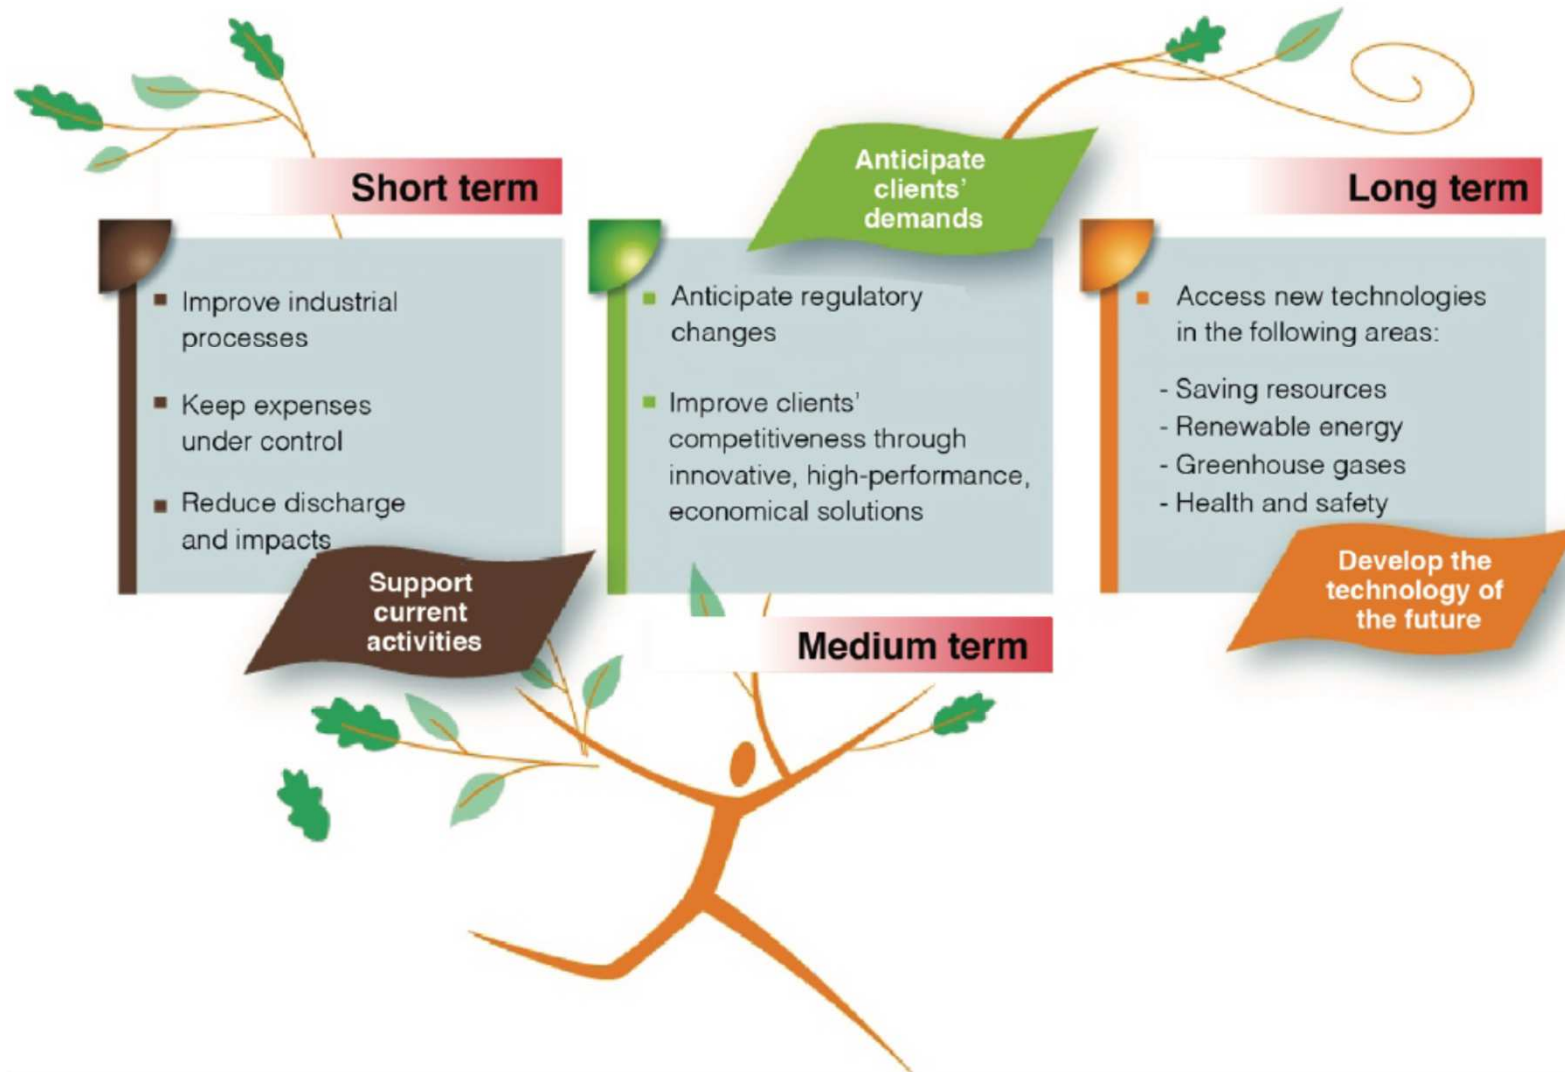 Short term
Improve industrial
processes
Keep expenses
under control
Reduce discharge
and impacts
Support
current
activities
Anticipate
clients’
demands
Anticipate regulatory
changes
Improve clients’
competitiveness through
innovative, high-performance,
economical solutions
Medium term
Long term
Access new technologies
in the following areas:
- Saving resources
- Renewable energy
- Greenhouse gases
- Health and safety
Develop the
technology of
the future